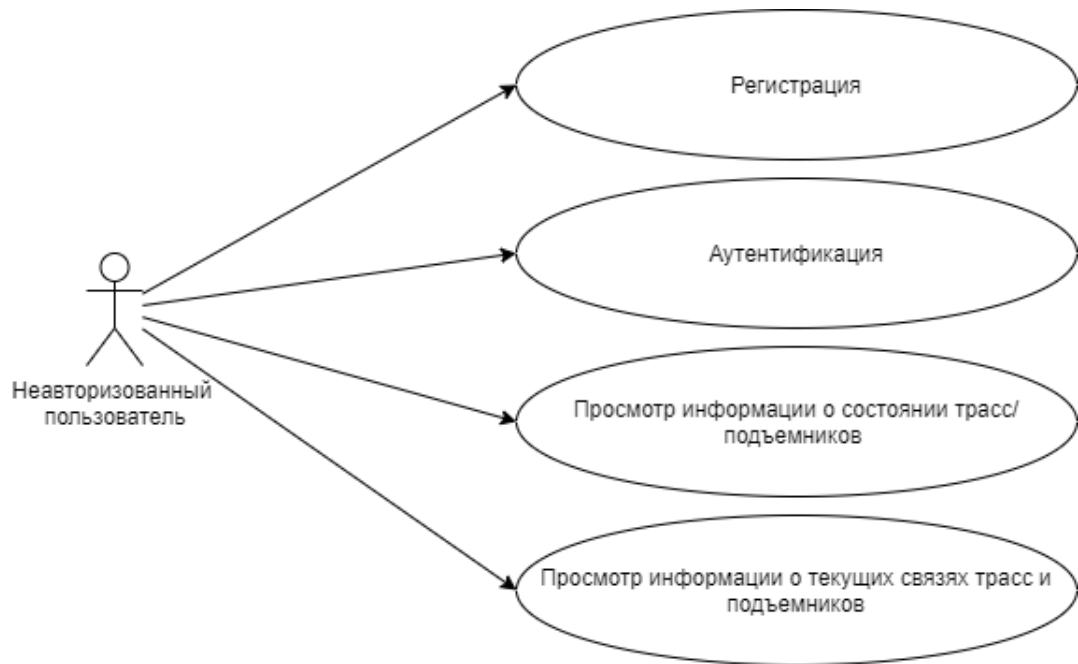 Регистрация
Аутентификация
Неавторизованный
пользователь
Просмотр информации о состоянии трасс/
подъемников
Просмотр информации о текущих связях трасс и
подъемников